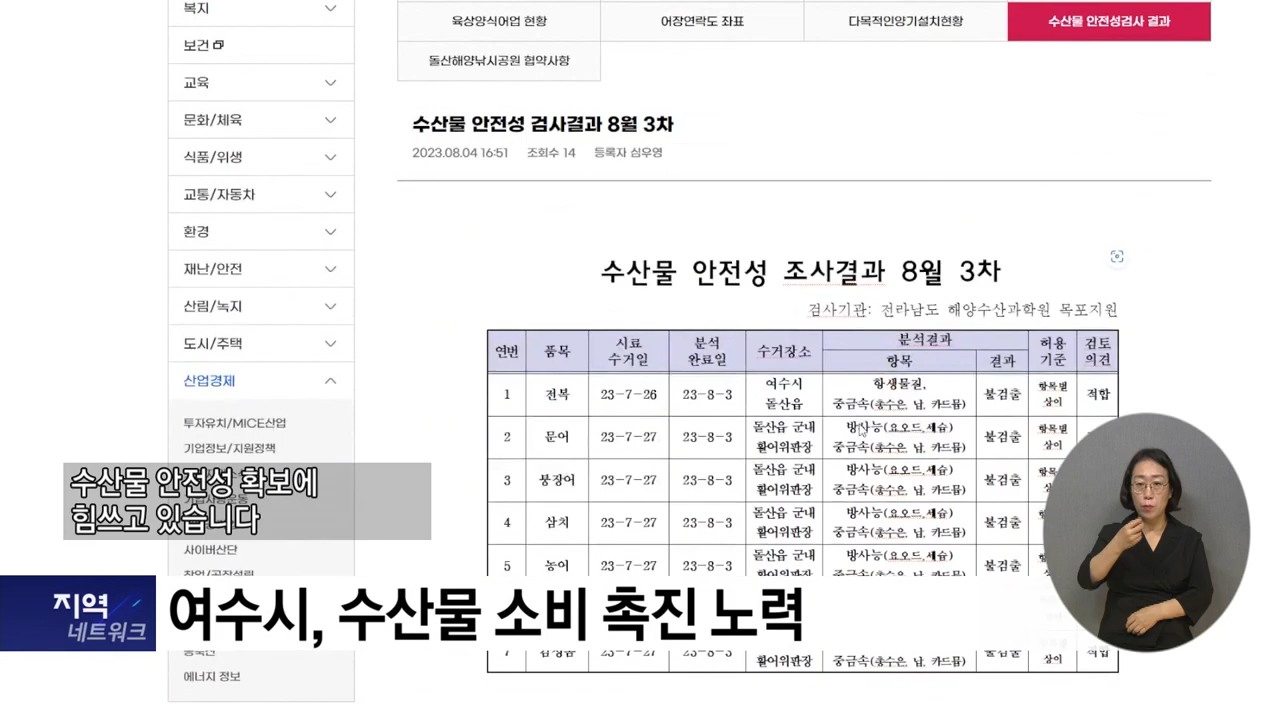 복지
보건
교육
문화/체육
식품/위생
교통/자동차
환경
재난/안전
산림/녹지
도시/주택
산업경제
투자유치/MICE산업
기업정보/지원정책
사이버산단
에너지 정보
육상양식어업 현황
어장연락도 좌표
다목적인양기설치현황
수산물 안전성검사 결과
돌산해양낚시공원 협약사항
수산물 안전성 검사결과 8월 3차
2023.08.04 16:51 조회수 14 등록자 심우영
수산물 안전성 조사결과 8월 3차
검사기관: 전라남도 해양수산과학원 목포지원
연번 품목 시료 수거일 분석 완료일 수거장소 분석결과 항목 결과 허용 기준 검토 의견
1 전복 23-7-26 23-8-3 여수시 돌산읍 항생물질, 중금속(총수은, 납, 카드뮴) 불검출 항목별 상이 적합
2 문어 23-7-27 23-8-3 돌산읍 군내 활어위판장 방사능(요오드,세슘) 중금속(총수은, 납, 카드뮴) 불검출 항목별 상이
3 붕장어 23-7-27 23-8-3 돌산읍 군내 활어위판장 방사능(요오드,세슘) 중금속(총수은, 납, 카드뮴) 불검출
4 삼치 23-7-27 23-8-3 돌산읍 군내 활어위판장 방사능(요오드,세슘) 중금속(총수은, 납, 카드뮴) 불검출
5 농어 23-7-27 23-8-3 돌산읍 군내 방사능(요오드,세슘) 불검출
7 활어위판장 중금속(총수은, 납, 카드뮴) 상이
수산물 안전성 확보에
힘쓰고 있습니다
지역
네트워크
여수시, 수산물 소비 촉진 노력